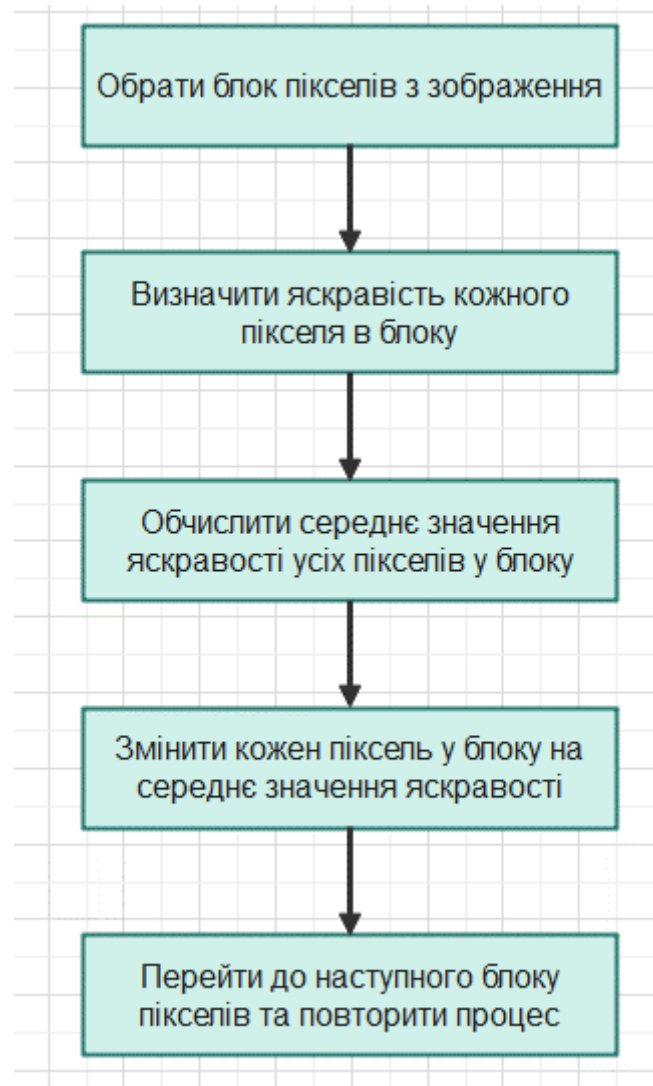 Обрати блок пікселів з зображення
Визначити яскравість кожного
пікселя в блоку
Обчислити середнє значення
яскравості усіх пікселів у блоку
Змінити кожен піксель у блоку на
середнє значення яскравості
Перейти до наступного блоку
пікселів та повторити процес